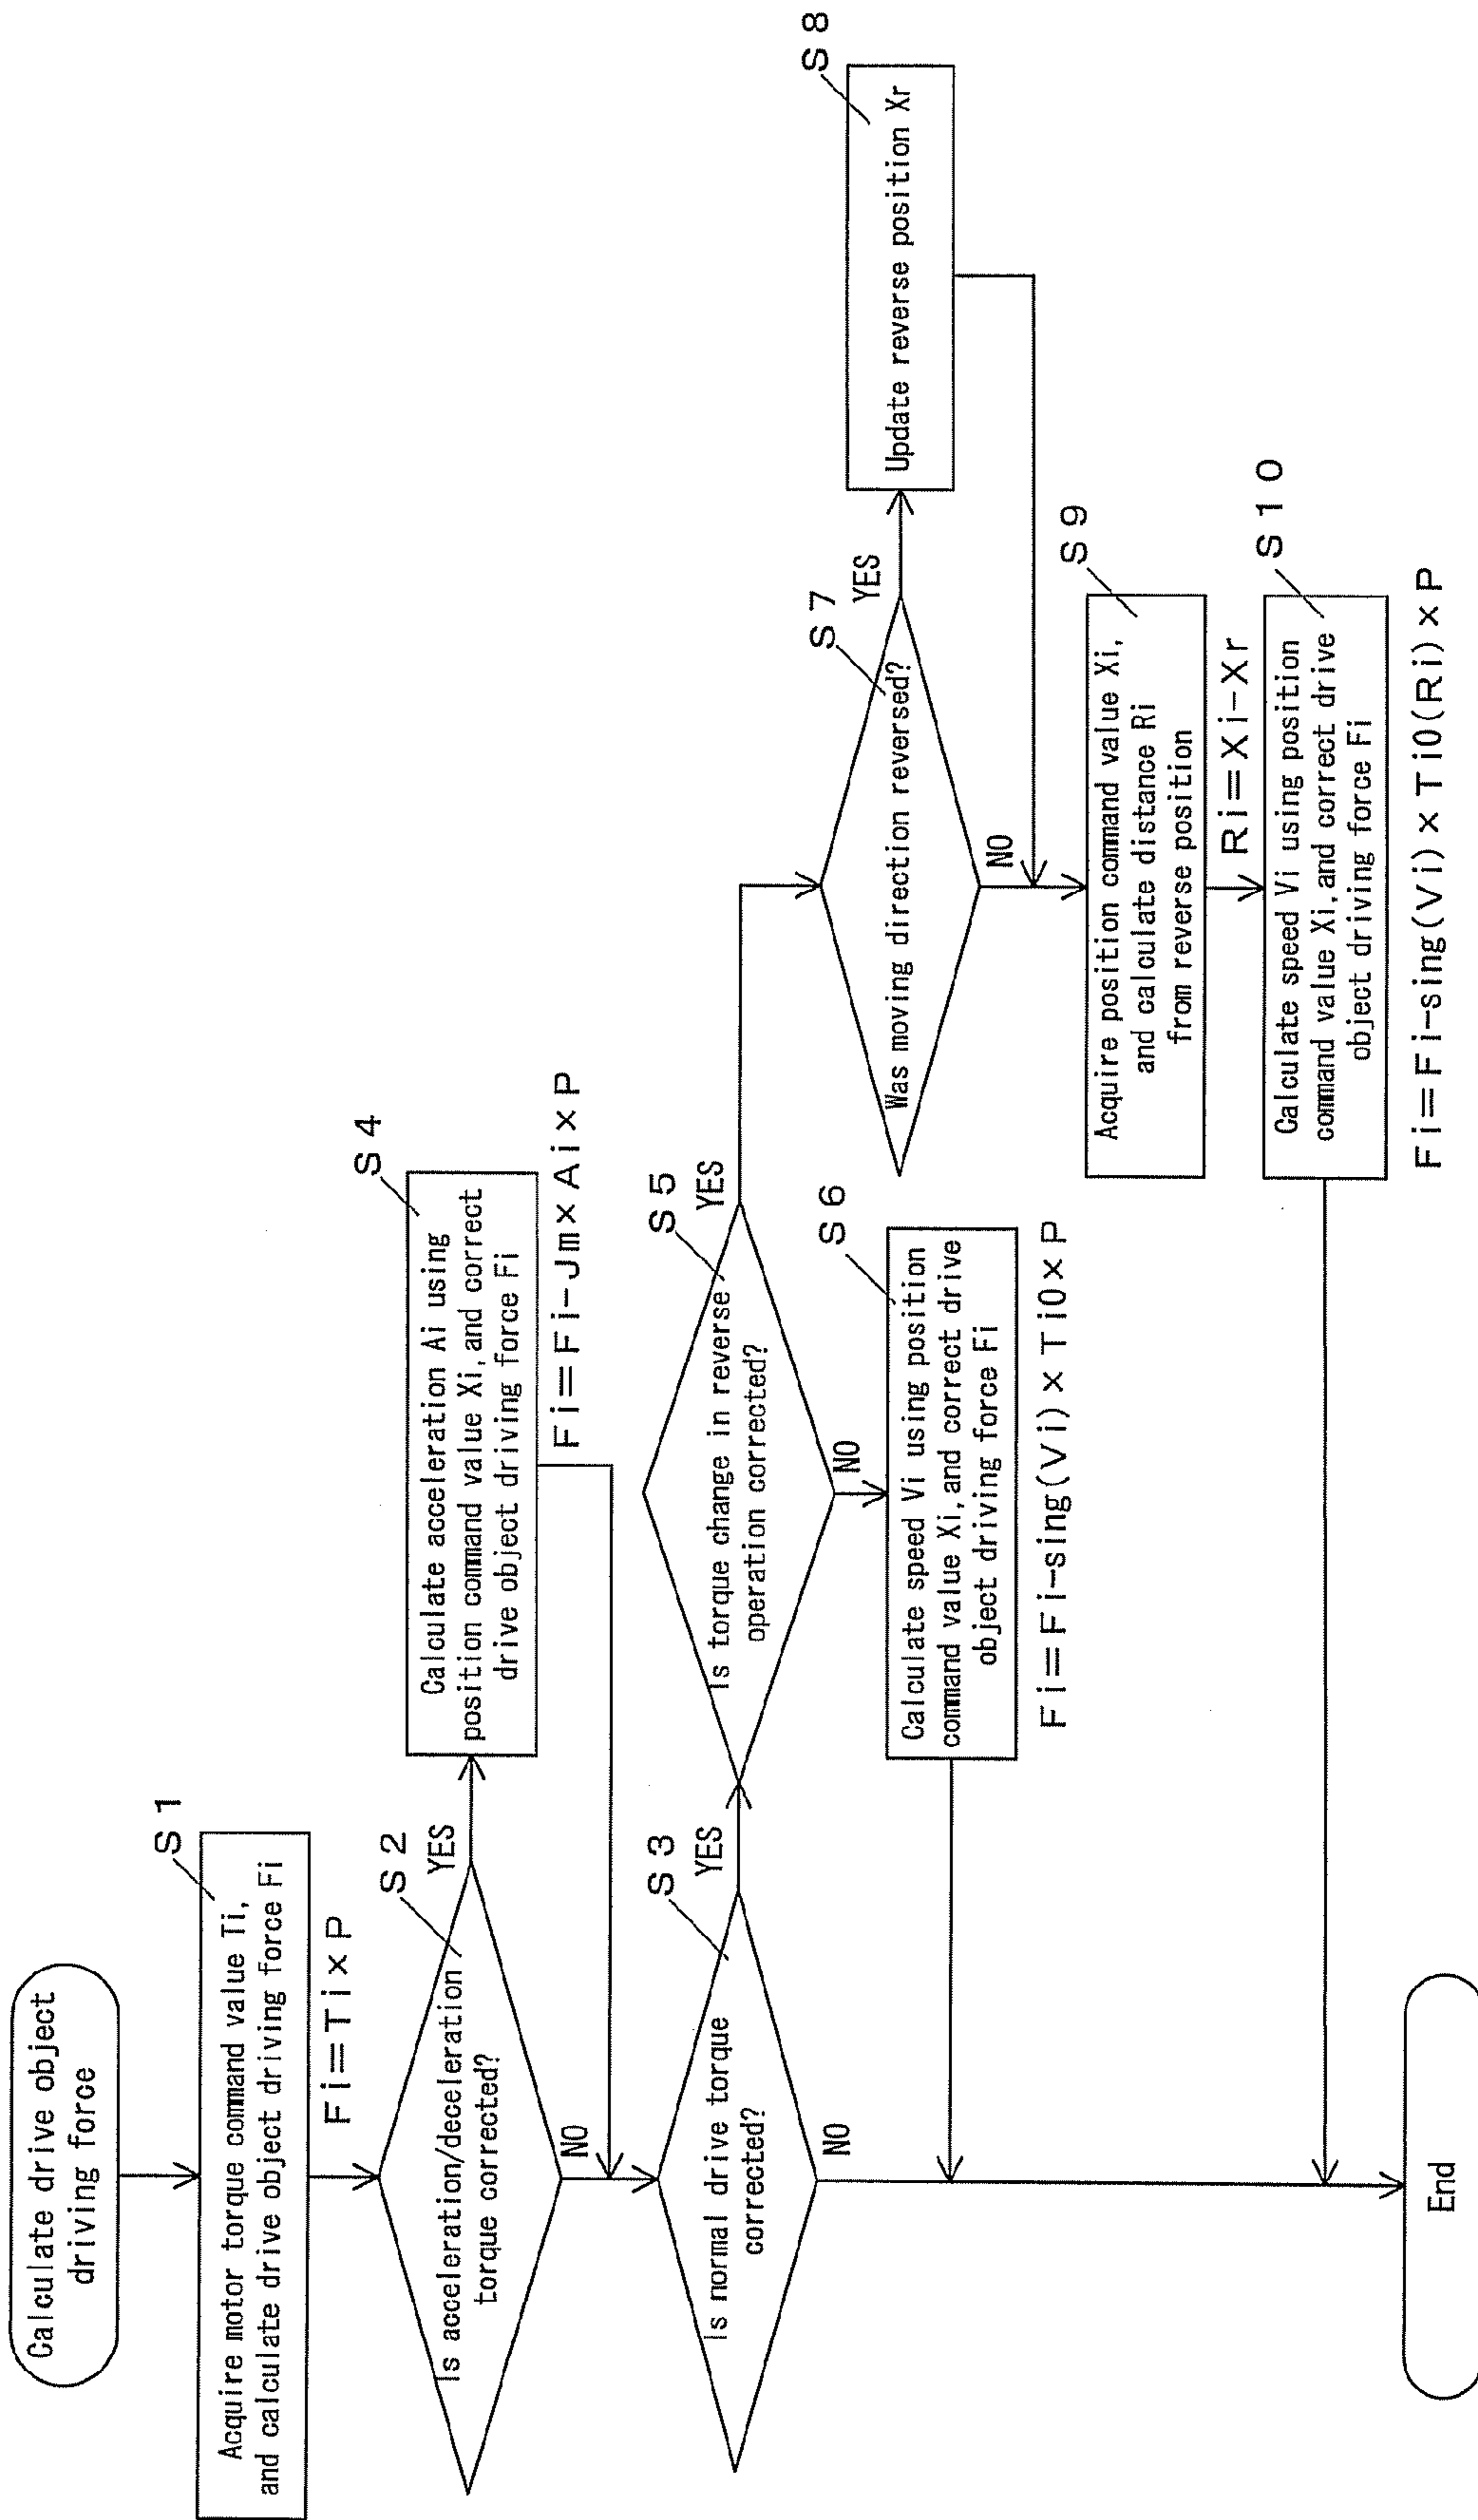 Calculate drive object
driving force
S1
Acquire motor torque command value Ti,
and calculate drive object driving force Fi
Fi=Ti×P
S2
Is acceleration/deceleration
torque corrected?
YES
NO
S4
Calculate acceleration Ai using
position command value Xi, and correct
drive object driving force Fi
Fi=Fi-Jm×Ai×P
S3
Is normal drive torque
corrected?
YES
NO
S5
Is torque change in reverse
operation corrected?
YES
NO
S6
Calculate speed Vi using position
command value Xi, and correct drive
object driving force Fi
Fi=Fi-sing(Vi)×Ti0×P
S7
Was moving direction reversed?
YES
NO
S8
Update reverse position Xr
S9
Acquire position command value Xi,
and calculate distance Ri
from reverse position
Ri=Xi-Xr
S10
Calculate speed Vi using position
command value Xi, and correct drive
object driving force Fi
Fi=Fi-sing(Vi)×Ti0(Ri)×P
End